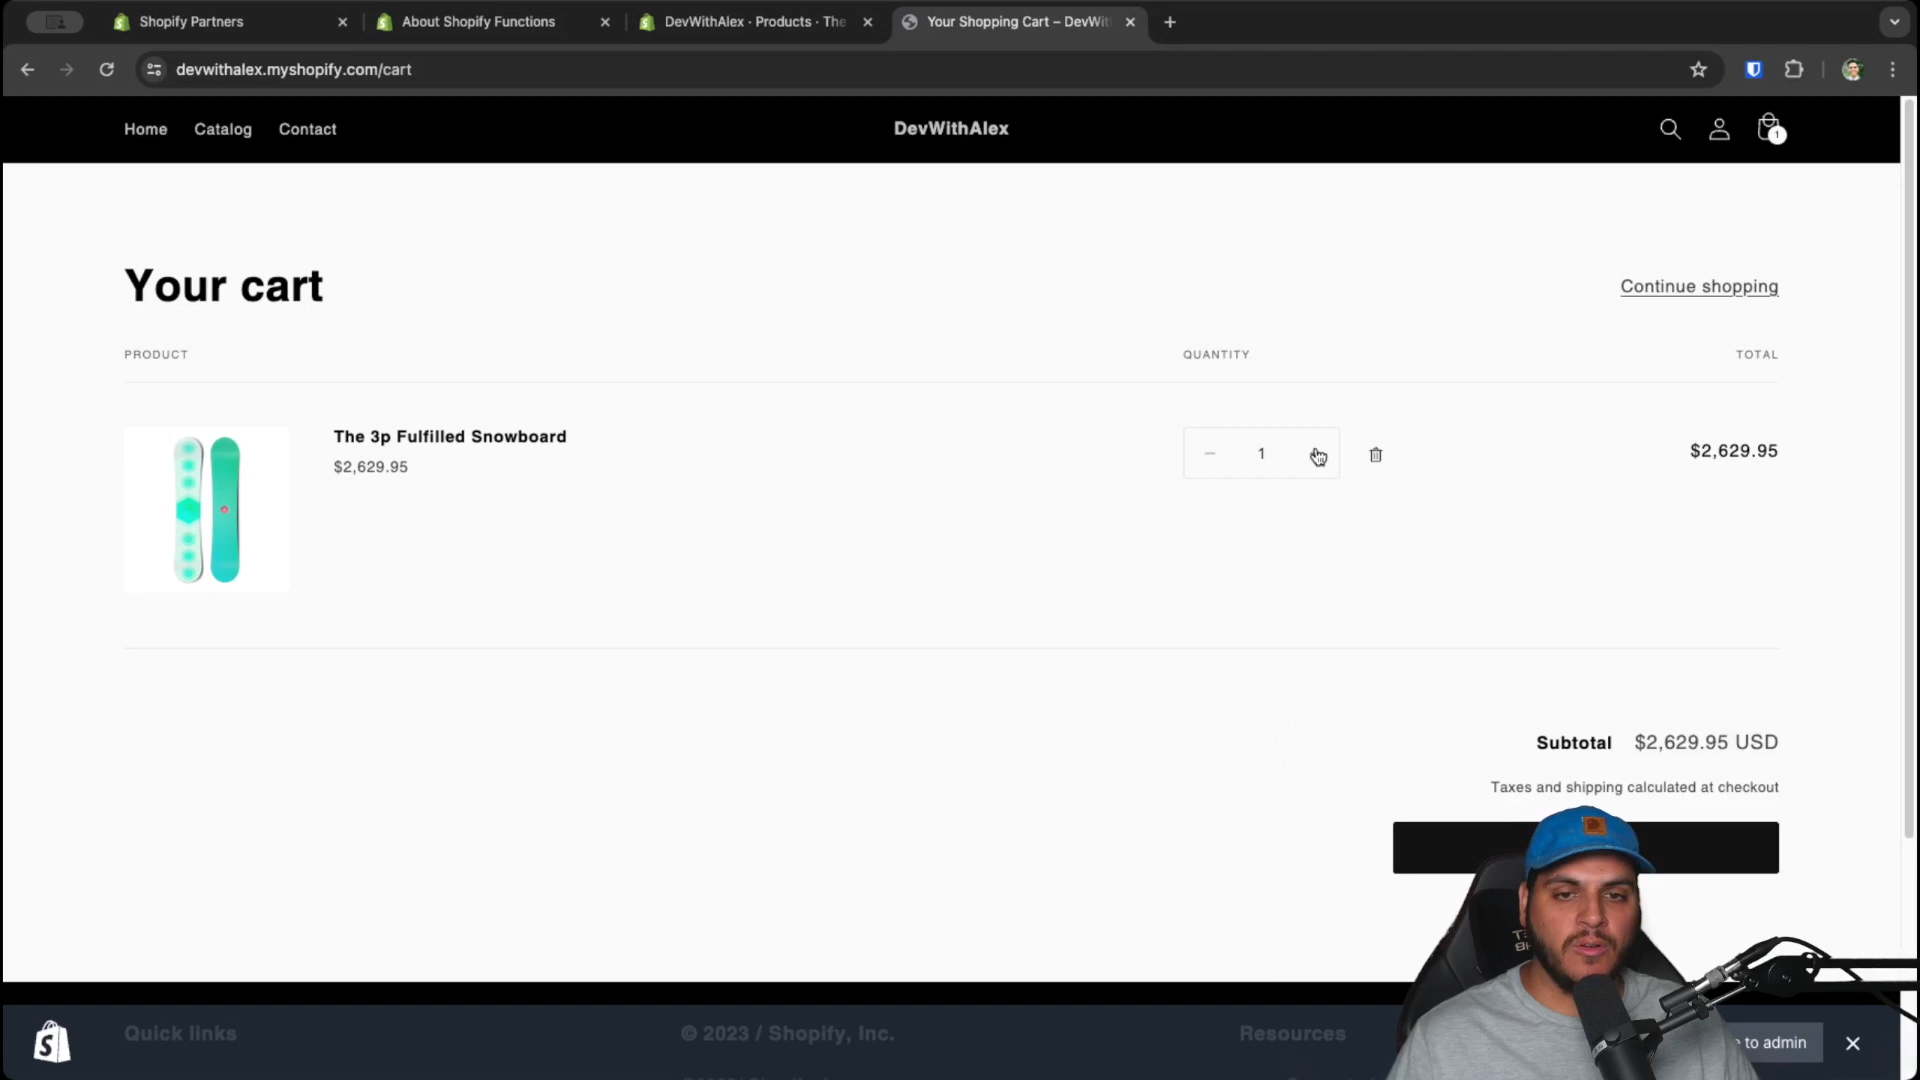 Shopify Partners
About Shopify Functions
DevWithAlex · Products · The
Your Shopping Cart – DevWit
devwithalex.myshopify.com/cart
Home
Catalog
Contact
DevWithAlex
1
Your cart
Continue shopping
PRODUCT
QUANTITY
TOTAL
The 3p Fulfilled Snowboard
$2,629.95
1
$2,629.95
Subtotal $2,629.95 USD
Taxes and shipping calculated at checkout
Quick links
© 2023 / Shopify, Inc.
Resources
to admin